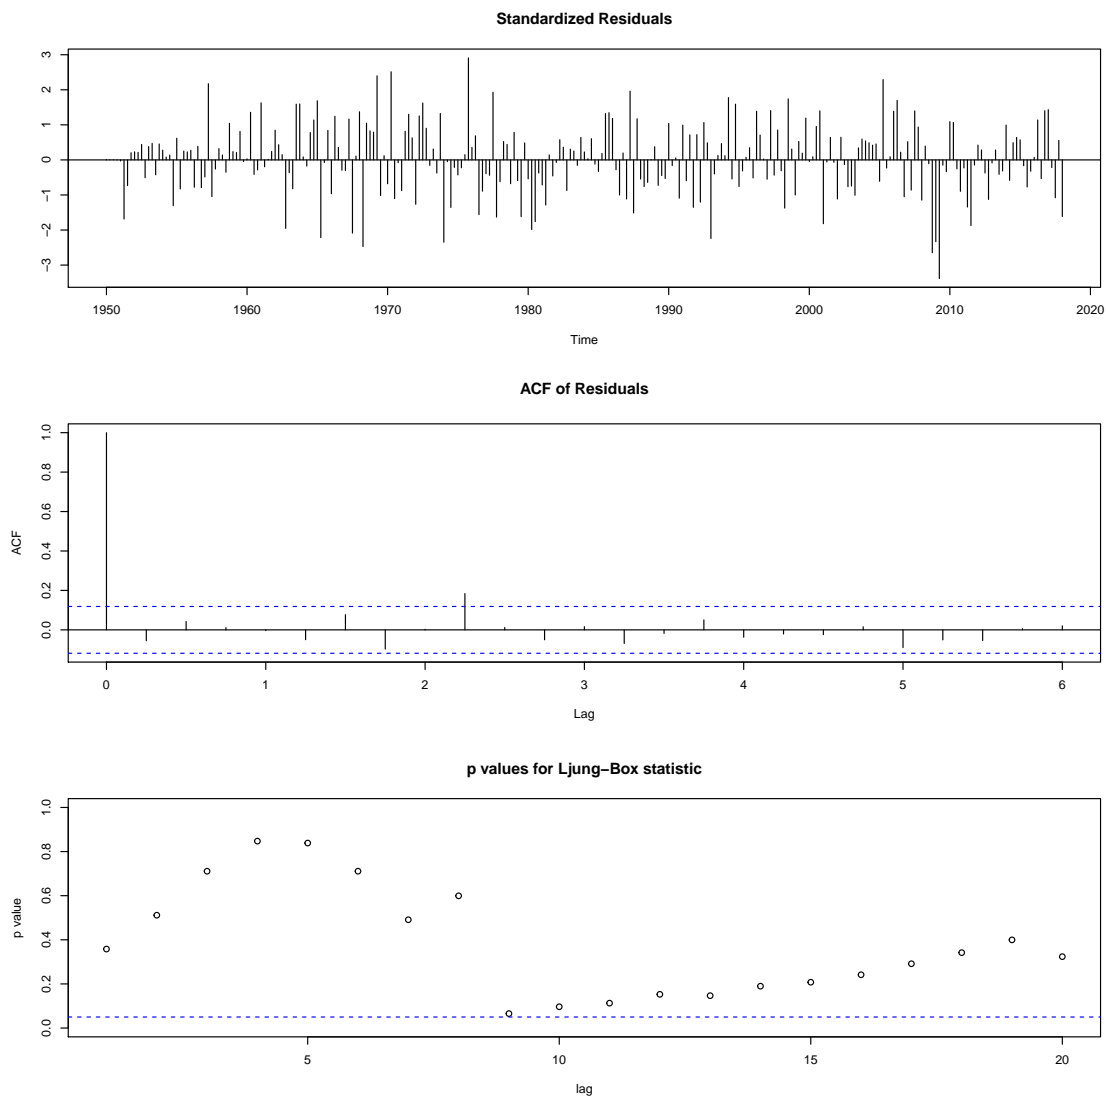 Standardized Residuals
3
2
1
0
−1
−2
−3
1950 1960 1970 1980 1990 2000 2010 2020
Time
ACF of Residuals
1.0
0.8
0.6
0.4
0.2
0.0
ACF
0 1 2 3 4 5 6
Lag
p values for Ljung−Box statistic
1.0
0.8
0.6
0.4
0.2
0.0
p value
5 10 15 20
lag